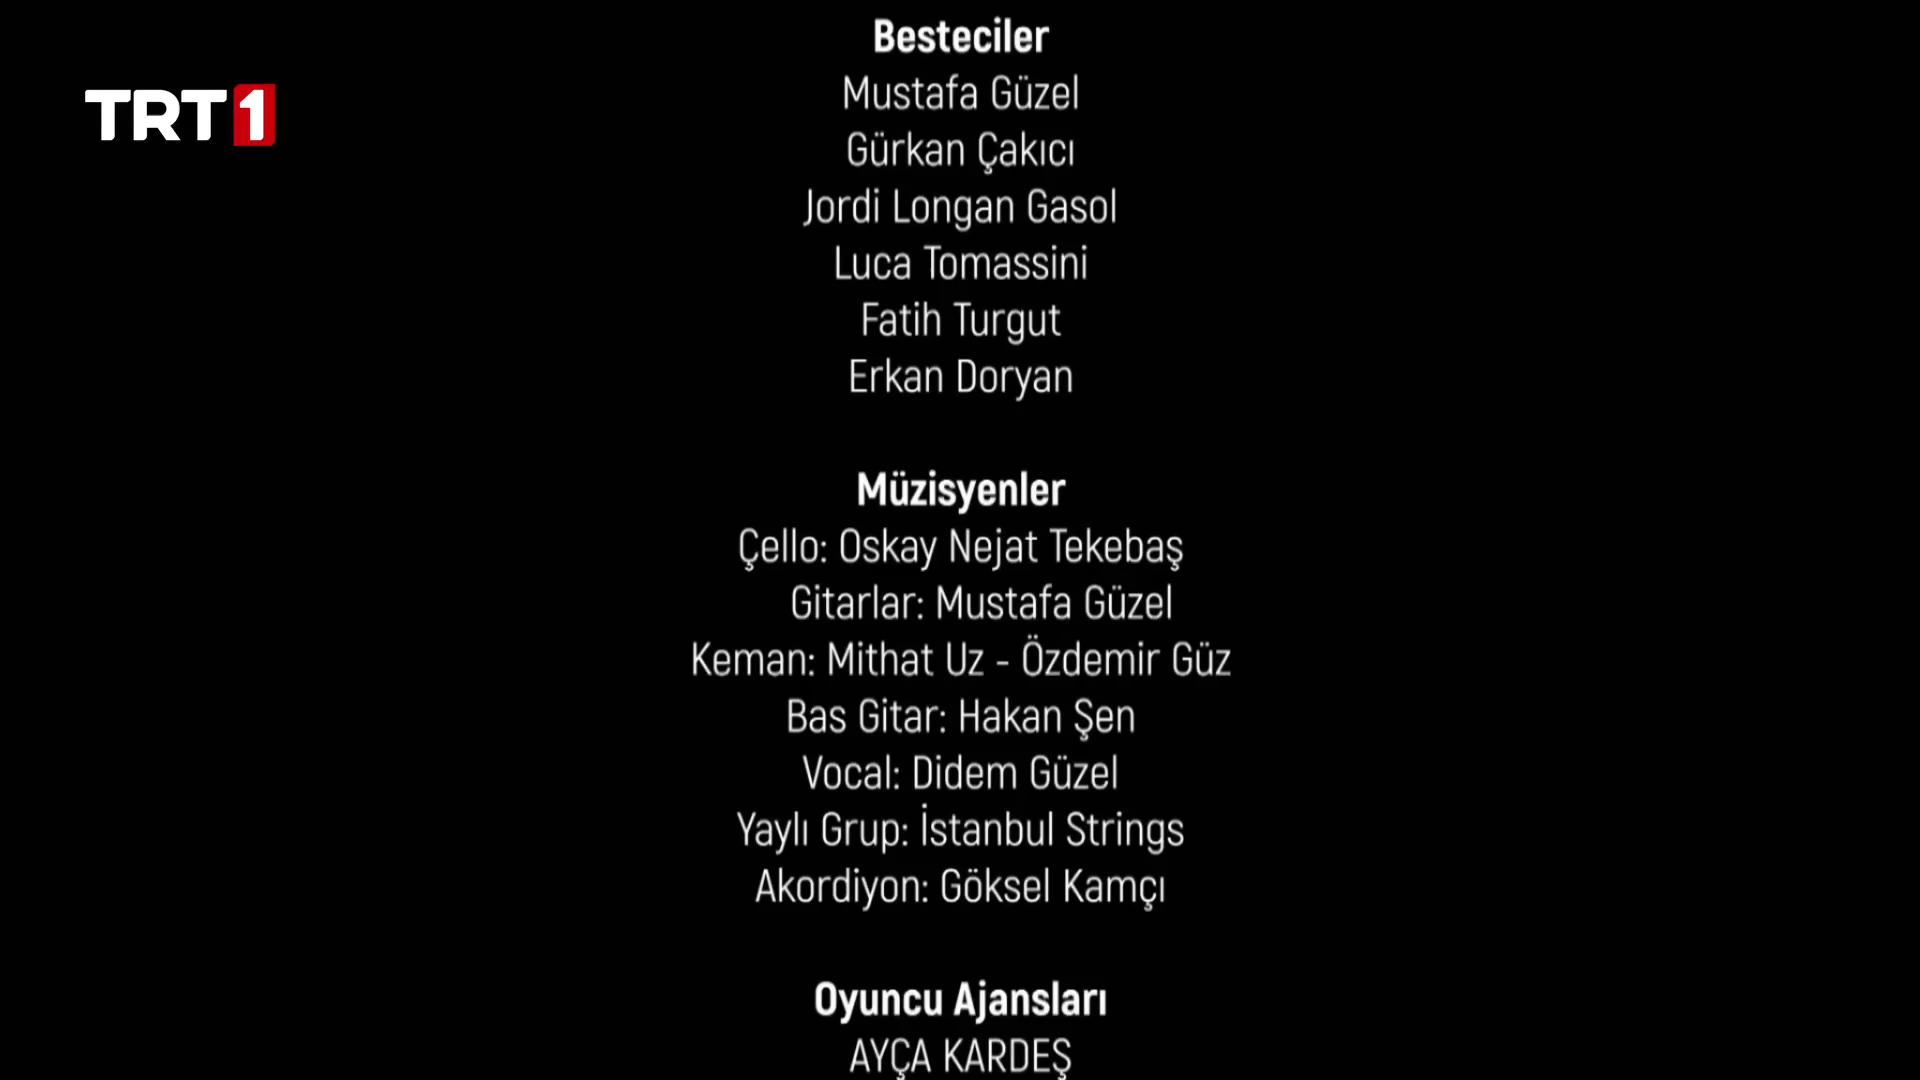 TRT 1
Besteciler
Mustafa Güzel
Gürkan Çakıcı
Jordi Longan Gasol
Luca Tomassini
Fatih Turgut
Erkan Doryan
Müzisyenler
Çello: Oskay Nejat Tekebaş
Gitarlar: Mustafa Güzel
Keman: Mithat Uz - Özdemir Güz
Bas Gitar: Hakan Şen
Vocal: Didem Güzel
Yaylı Grup: İstanbul Strings
Akordiyon: Göksel Kamçı
Oyuncu Ajansları
AYÇA KARDEŞ